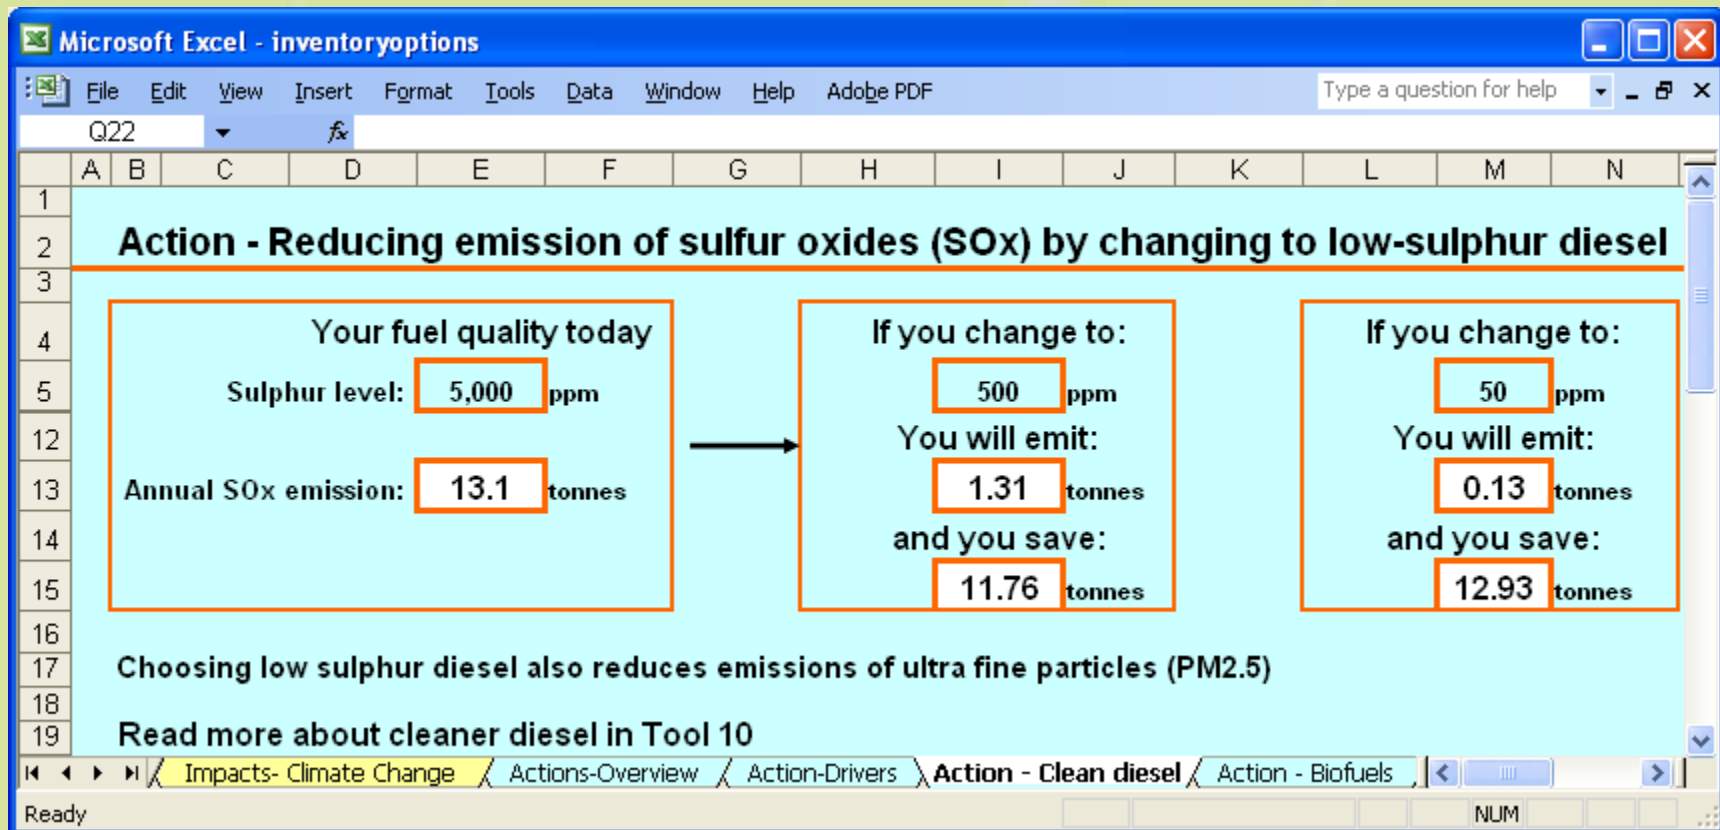 Microsoft Excel - inventoryoptions
File Edit View Insert Format Tools Data Window Help Adobe PDF Type a question for help
Q22 fx
A B C D E F G H I J K L M N
1
2 Action - Reducing emission of sulfur oxides (SOx) by changing to low-sulphur diesel
3
4 Your fuel quality today If you change to: If you change to:
5 Sulphur level: 5,000 ppm 500 ppm 50 ppm
12 You will emit: You will emit:
13 Annual SOx emission: 13.1 tonnes 1.31 tonnes 0.13 tonnes
14 and you save: and you save:
15 11.76 tonnes 12.93 tonnes
16
17 Choosing low sulphur diesel also reduces emissions of ultra fine particles (PM2.5)
18
19 Read more about cleaner diesel in Tool 10
Impacts- Climate Change Actions-Overview Action-Drivers Action - Clean diesel Action - Biofuels
Ready NUM